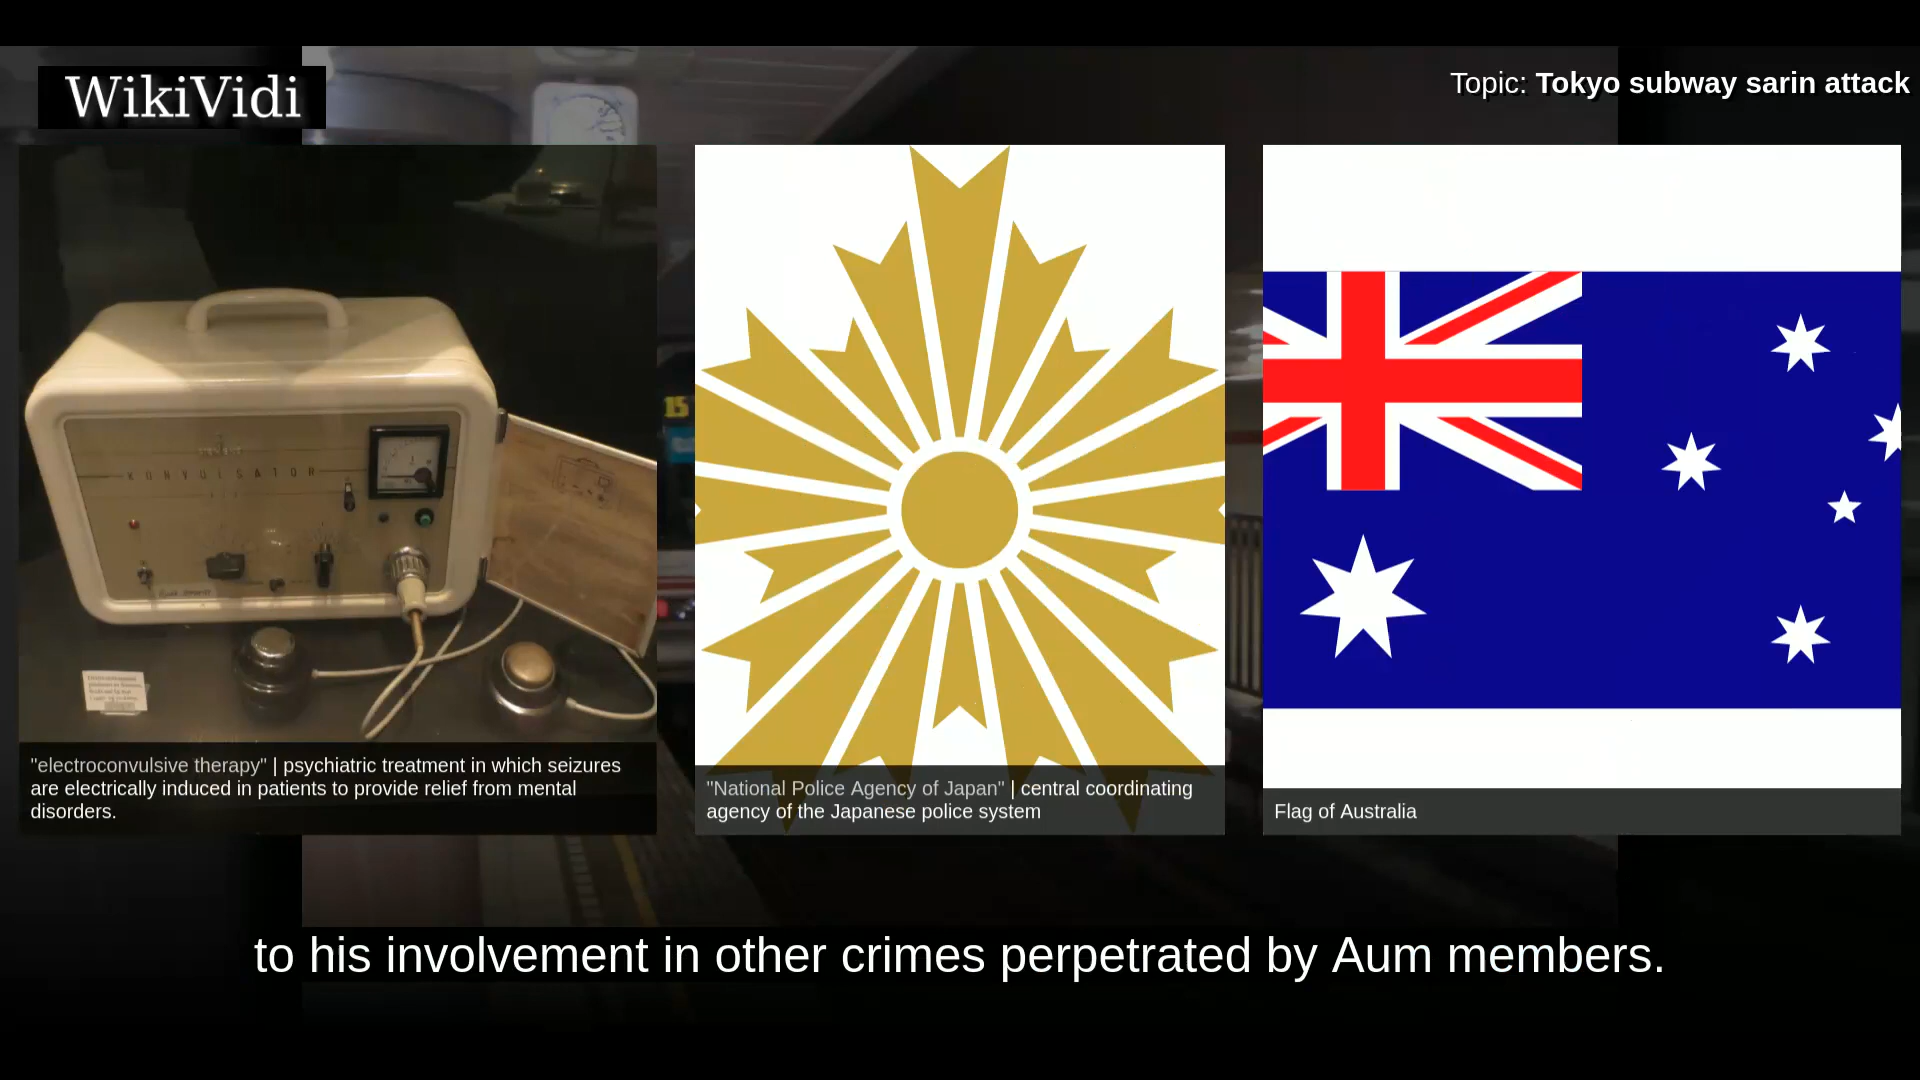 WikiVidi
Topic: Tokyo subway sarin attack
KONVULSATOR
15
"electroconvulsive therapy" | psychiatric treatment in which seizures
are electrically induced in patients to provide relief from mental
disorders.
"National Police Agency of Japan" | central coordinating
agency of the Japanese police system
Flag of Australia
to his involvement in other crimes perpetrated by Aum members.